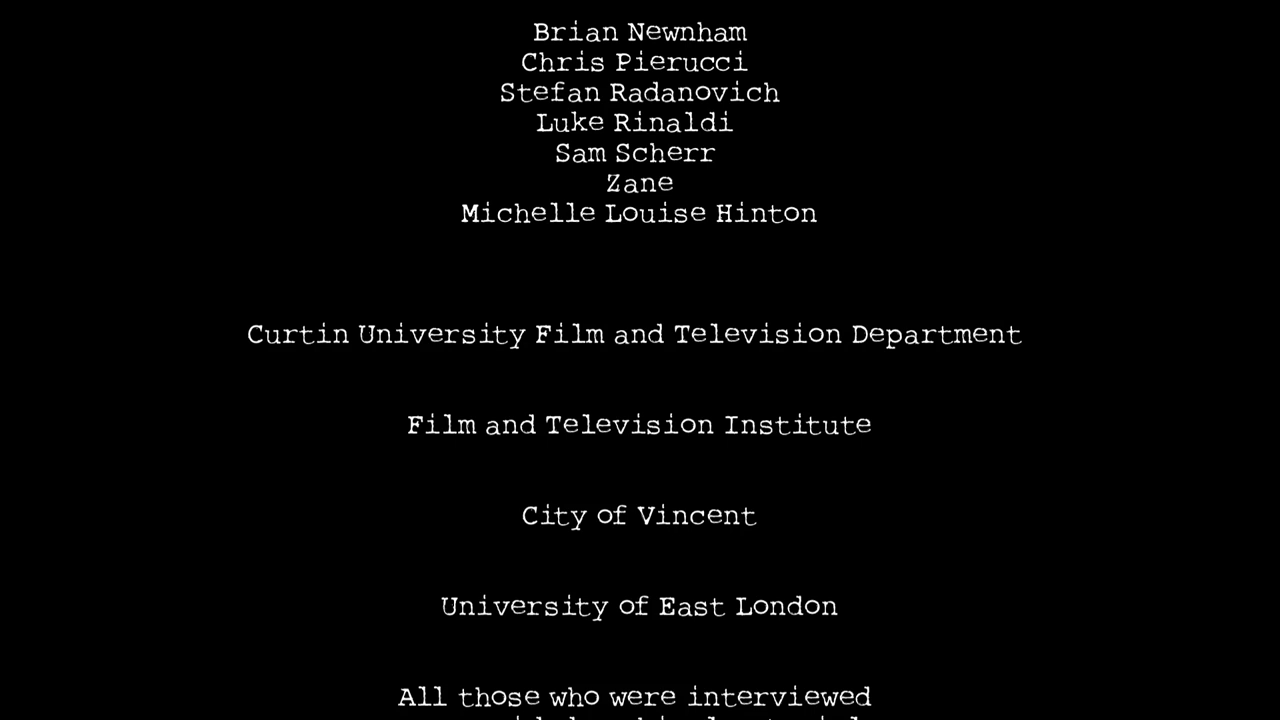 Brian Newnham
Chris Pierucci
Stefan Radanovich
Luke Rinaldi
Sam Scherr
Zane
Michelle Louise Hinton
Curtin University Film and Television Department
Film and Television Institute
City of Vincent
University of East London
All those who were interviewed